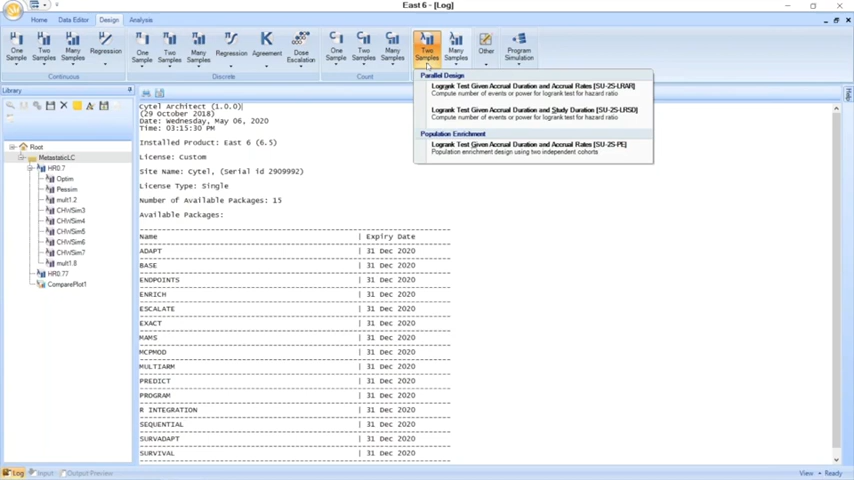 East 6 - [Log]
Home Data Editor Design Analysis
One Sample
Two Samples
Many Samples
Regression
Continuous
One Sample
Two Samples
Many Samples
Regression
Agreement
Dose Escalation
Discrete
One Sample
Two Samples
Many Samples
Count
Two Samples
Many Samples
Other
Program Simulation
Parallel Design
Logrank Test Given Accrual Duration and Accrual Rates [SU-2S-LRAR]
Compute number of events or power for logrank test for hazard ratio
Logrank Test Given Accrual Duration and Study Duration [SU-2S-LRSD]
Compute number of events or power for logrank test for hazard ratio
Population Enrichment
Logrank Test Given Accrual Duration and Accrual Rates [SU-2S-PE]
Population enrichment design using two independent cohorts
Library
Root
MetastaticLC
HR0.7
Optim
Pessim
mult1.2
CHWSim3
CHWSim4
CHWSim5
CHWSim6
CHWSim7
mult1.8
HR0.77
ComparePlot1
Cytel Architect (1.0.0)
(29 October 2018)
Date: Wednesday, May 06, 2020
Time: 03:15:30 PM
Installed Product: East 6 (6.5)
License: Custom
Site Name: Cytel, (Serial id 2909992)
License Type: Single
Number of Available Packages: 15
Available Packages:
Name | Expiry Date
ADAPT | 31 Dec 2020
BASE | 31 Dec 2020
ENDPOINTS | 31 Dec 2020
ENRICH | 31 Dec 2020
ESCALATE | 31 Dec 2020
EXACT | 31 Dec 2020
MAMS | 31 Dec 2020
MCPMOD | 31 Dec 2020
MULTIARM | 31 Dec 2020
PREDICT | 31 Dec 2020
PROGRAM | 31 Dec 2020
R INTEGRATION | 31 Dec 2020
SEQUENTIAL | 31 Dec 2020
SURVADAPT | 31 Dec 2020
SURVIVAL | 31 Dec 2020
Help
Log Input Output Preview
View Ready